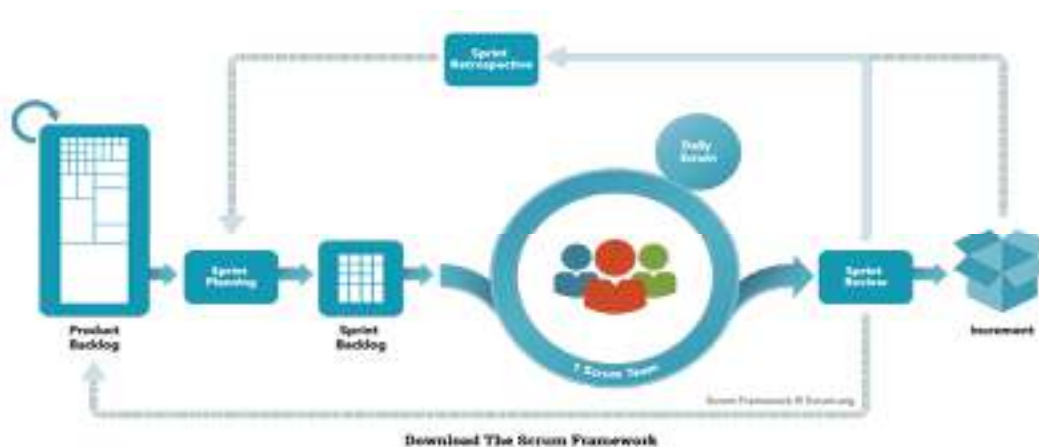 Sprint
Retrospective
Daily
Scrum
Sprint
Planning
Sprint
Review
Product
Backlog
Sprint
Backlog
Increment
Scrum Team
Scrum Framework © Scrum.org
Download The Scrum Framework